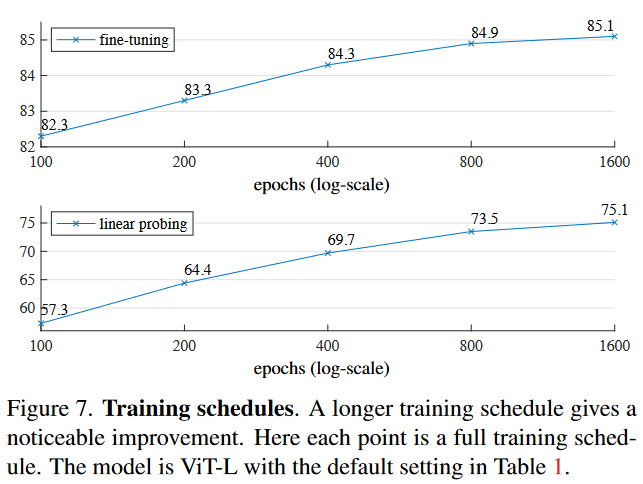 fine-tuning
85
84
83
82
82.3
83.3
84.3
84.9
85.1
100 200 400 800 1600
epochs (log-scale)
linear probing
75
70
65
60
57.3
64.4
69.7
73.5
75.1
100 200 400 800 1600
epochs (log-scale)
Figure 7. Training schedules. A longer training schedule gives a
noticeable improvement. Here each point is a full training sched-
ule. The model is ViT-L with the default setting in Table 1.